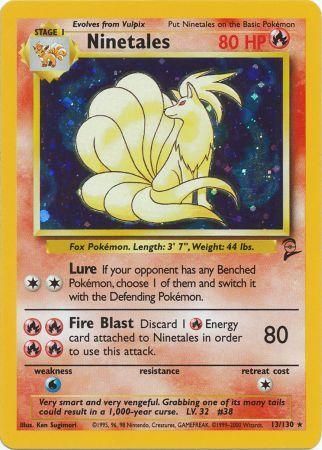 Evolves from Vulpix Put Ninetales on the Basic Pokémon
STAGE 1
Ninetales 80 HP
Fox Pokémon. Length: 3' 7", Weight: 44 lbs.
Lure If your opponent has any Benched
Pokémon, choose 1 of them and switch it
with the Defending Pokémon.
Fire Blast Discard 1 Energy
card attached to Ninetales in order
to use this attack.
80
weakness resistance retreat cost
Very smart and very vengeful. Grabbing one of its many tails
could result in a 1,000-year curse. LV. 32 #38
Illus. Ken Sugimori ©1995, 96, 98 Nintendo, Creatures, GAMEFREAK. ©1999-2000 Wizards. 13/130
2